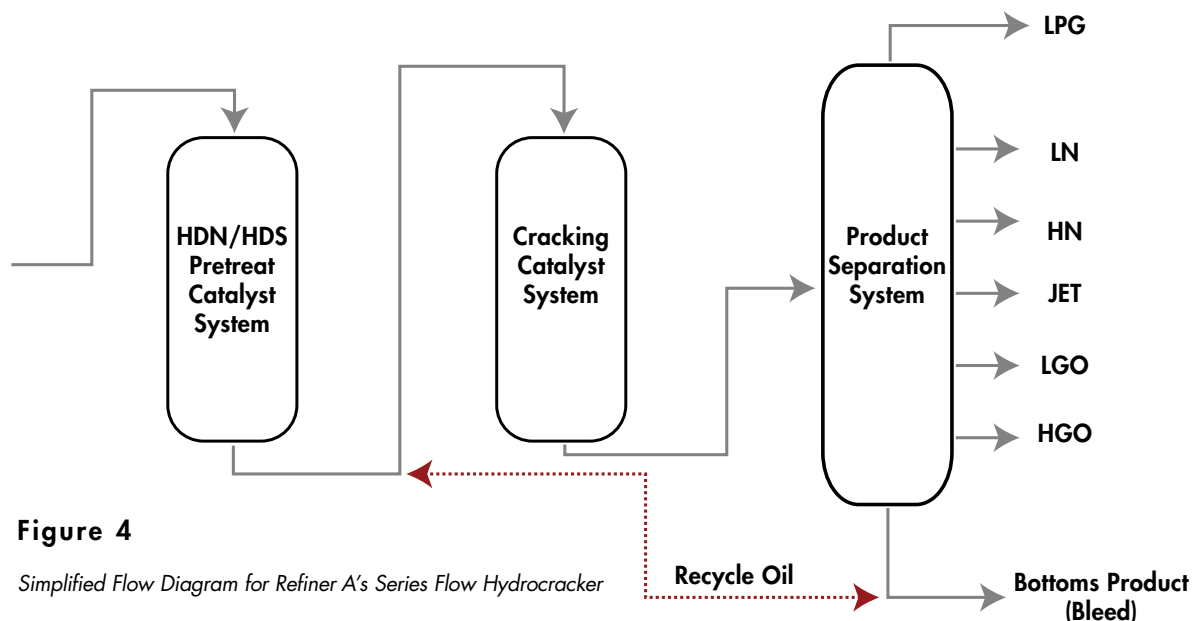 LPG
HDN/HDS
Pretreat
Catalyst
System
Cracking
Catalyst
System
Product
Separation
System
LN
HN
JET
LGO
HGO
Figure 4
Simplified Flow Diagram for Refiner A's Series Flow Hydrocracker
Recycle Oil
Bottoms Product
(Bleed)